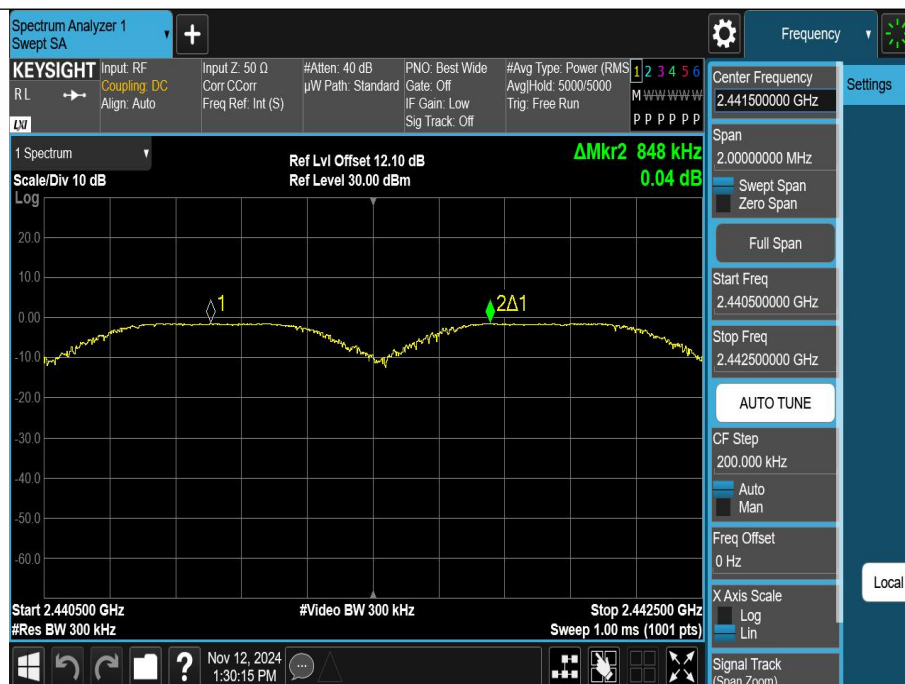 Spectrum Analyzer 1
Swept SA
Frequency
KEYSIGHT
RL
LXI
Input: RF
Coupling: DC
Align: Auto
Input Z: 50 Ω
Corr CCorr
Freq Ref: Int (S)
#Atten: 40 dB
µW Path: Standard
PNO: Best Wide
Gate: Off
IF Gain: Low
Sig Track: Off
#Avg Type: Power (RMS
Avg|Hold: 5000/5000
Trig: Free Run
1 2 3 4 5 6
M W W W W W
P P P P P P
1 Spectrum
Scale/Div 10 dB
Log
Ref Lvl Offset 12.10 dB
Ref Level 30.00 dBm
ΔMkr2 848 kHz
0.04 dB
20.0
10.0
0.00
-10.0
-20.0
-30.0
-40.0
-50.0
-60.0
1
2Δ1
Start 2.440500 GHz
#Res BW 300 kHz
#Video BW 300 kHz
Stop 2.442500 GHz
Sweep 1.00 ms (1001 pts)
Nov 12, 2024
1:30:15 PM
Center Frequency
2.441500000 GHz
Settings
Span
2.00000000 MHz
Swept Span
Zero Span
Full Span
Start Freq
2.440500000 GHz
Stop Freq
2.442500000 GHz
AUTO TUNE
CF Step
200.000 kHz
Auto
Man
Freq Offset
0 Hz
Local
X Axis Scale
Log
Lin
Signal Track
(Span Zoom)